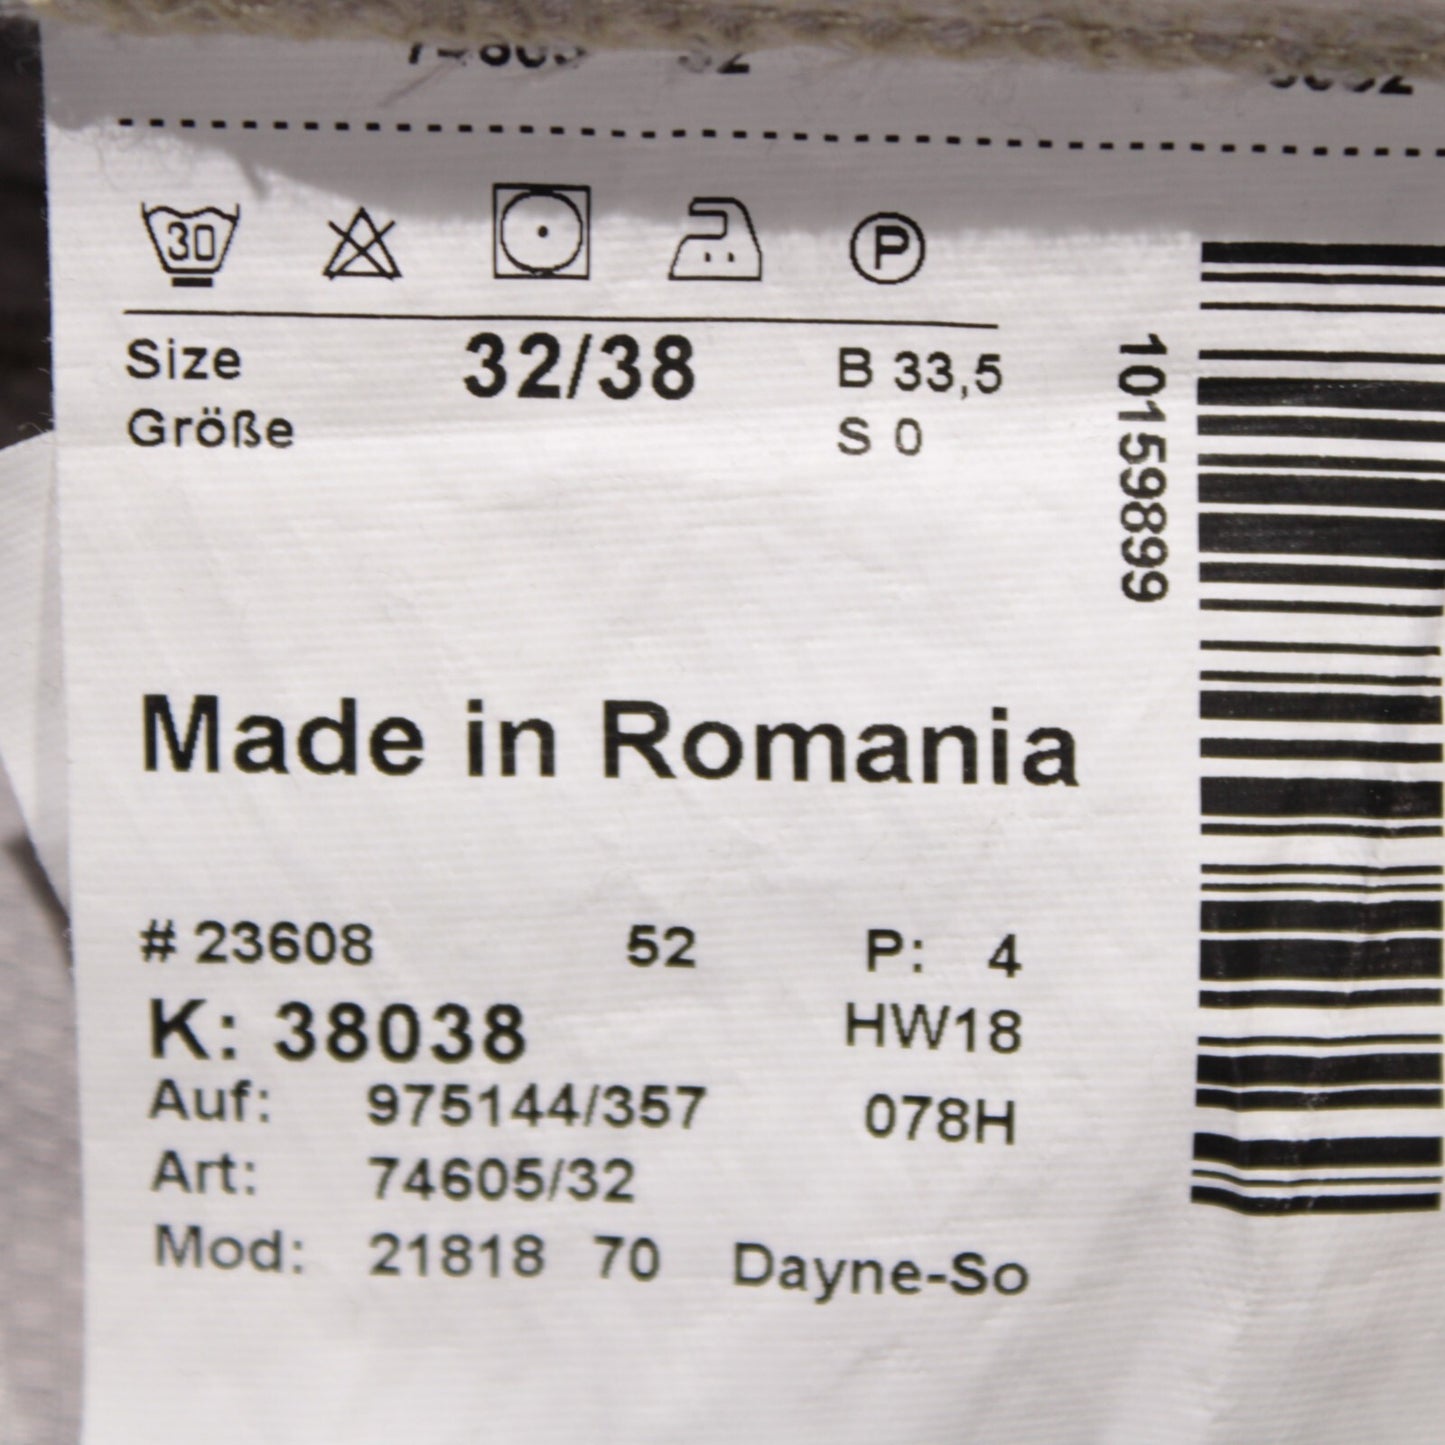 30
P
Size 32/38 B 33,5
Größe S 0
10159899
Made in Romania
# 23608 52 P: 4
K: 38038 HW18
Auf: 975144/357 078H
Art: 74605/32
Mod: 21818 70 Dayne-So